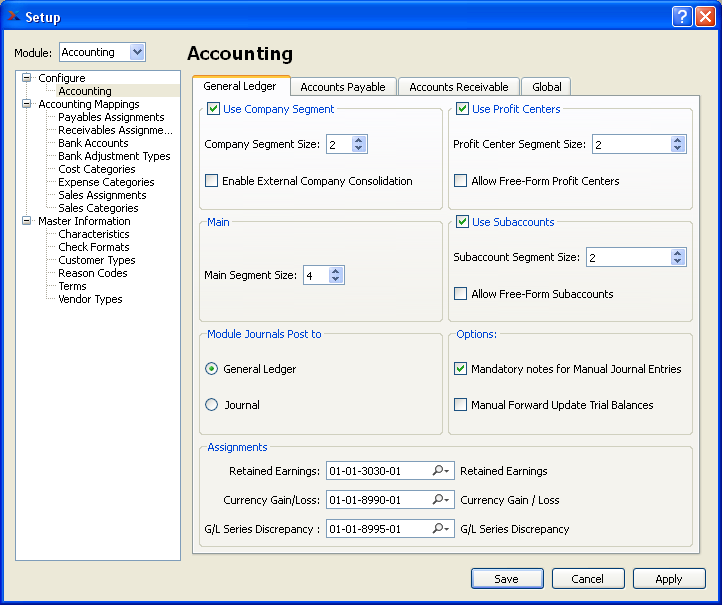 Setup
?
Module: Accounting
Accounting
Configure
Accounting
Accounting Mappings
Payables Assignments
Receivables Assignme...
Bank Accounts
Bank Adjustment Types
Cost Categories
Expense Categories
Sales Assignments
Sales Categories
Master Information
Characteristics
Check Formats
Customer Types
Reason Codes
Terms
Vendor Types
General Ledger Accounts Payable Accounts Receivable Global
Use Company Segment
Company Segment Size: 2
Enable External Company Consolidation
Use Profit Centers
Profit Center Segment Size: 2
Allow Free-Form Profit Centers
Main
Main Segment Size: 4
Use Subaccounts
Subaccount Segment Size: 2
Allow Free-Form Subaccounts
Module Journals Post to
General Ledger
Journal
Options:
Mandatory notes for Manual Journal Entries
Manual Forward Update Trial Balances
Assignments
Retained Earnings: 01-01-3030-01 Retained Earnings
Currency Gain/Loss: 01-01-8990-01 Currency Gain / Loss
G/L Series Discrepancy : 01-01-8995-01 G/L Series Discrepancy
Save Cancel Apply